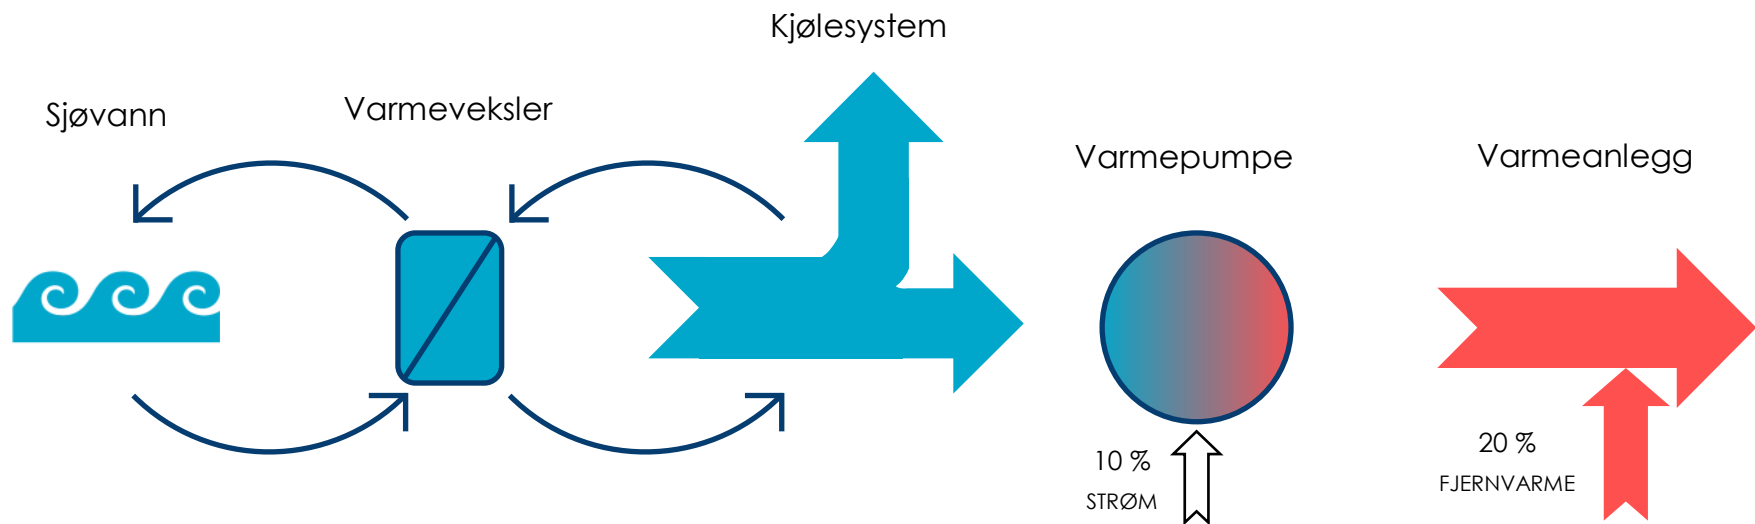 Kjølesystem
Sjøvann
Varmeveksler
Varmepumpe
Varmeanlegg
10 %
STRØM
20 %
FJERNVARME